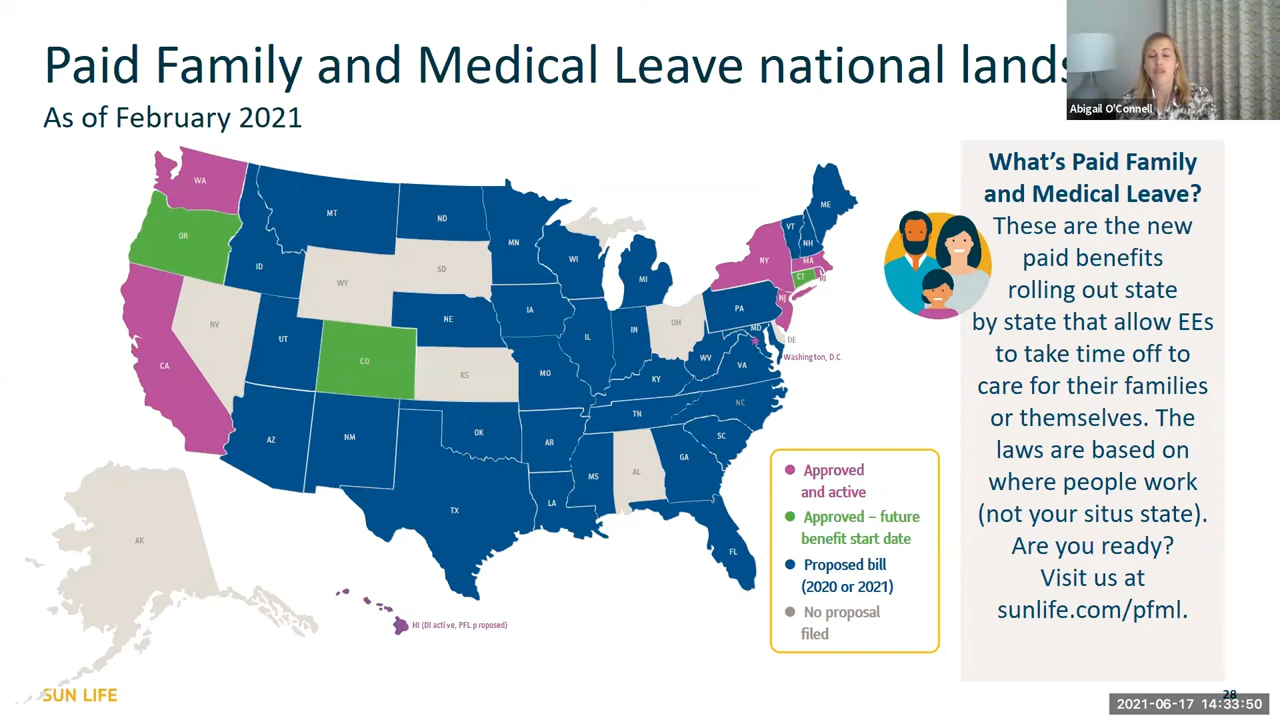 Paid Family and Medical Leave national lands
As of February 2021
Abigail O'Connell
WA
OR
CA
NV
ID
MT
WY
UT
CO
AZ
NM
ND
SD
NE
KS
OK
TX
MN
IA
MO
AR
LA
WI
IL
MI
IN
OH
KY
TN
MS
AL
GA
FL
SC
NC
VA
WV
PA
NY
VT
NH
ME
MA
CT
RI
NJ
MD
DE
Washington, D.C.
AK
HI (DI active, PFL proposed)
Approved
and active
Approved – future
benefit start date
Proposed bill
(2020 or 2021)
No proposal
filed
What's Paid Family
and Medical Leave?
These are the new
paid benefits
rolling out state
by state that allow EEs
to take time off to
care for their families
or themselves. The
laws are based on
where people work
(not your situs state).
Are you ready?
Visit us at
sunlife.com/pfml.
SUN LIFE
28
2021-06-17 14:33:50